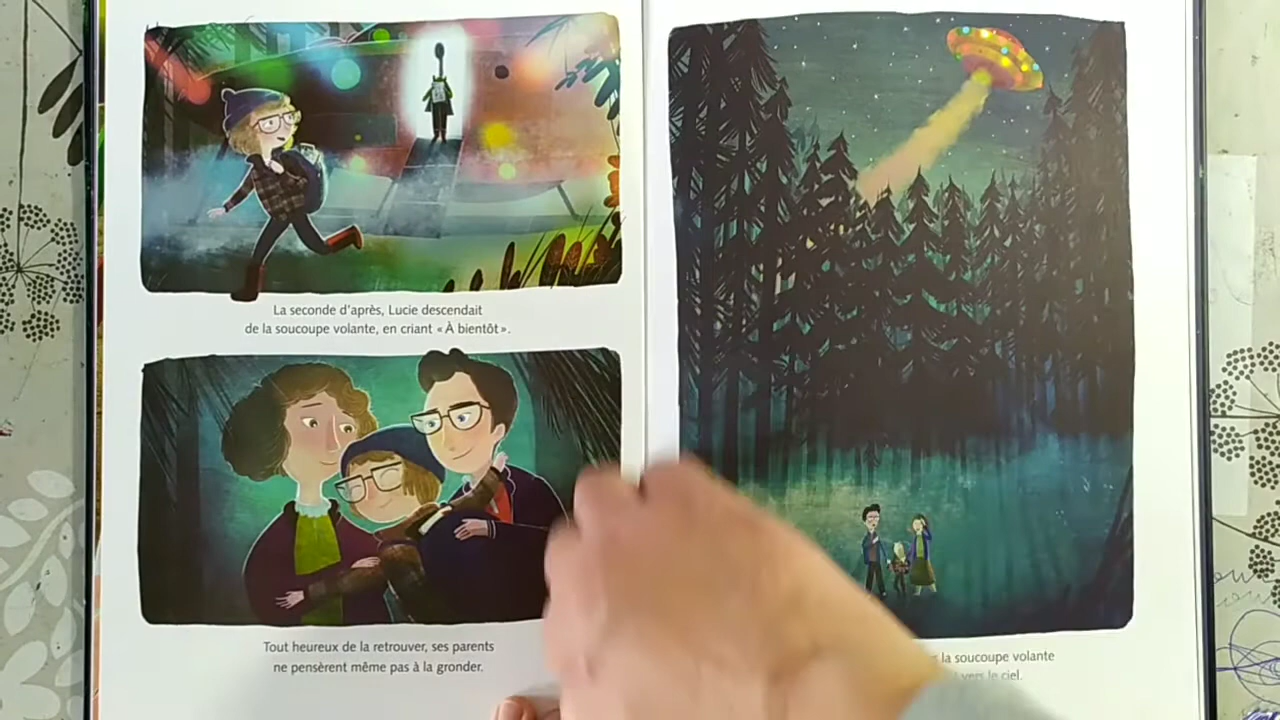 La seconde d'après, Lucie descendait
de la soucoupe volante, en criant « À bientôt ».
Tout heureux de la retrouver, ses parents
ne pensèrent même pas à la gronder.
la soucoupe volante
vers le ciel.